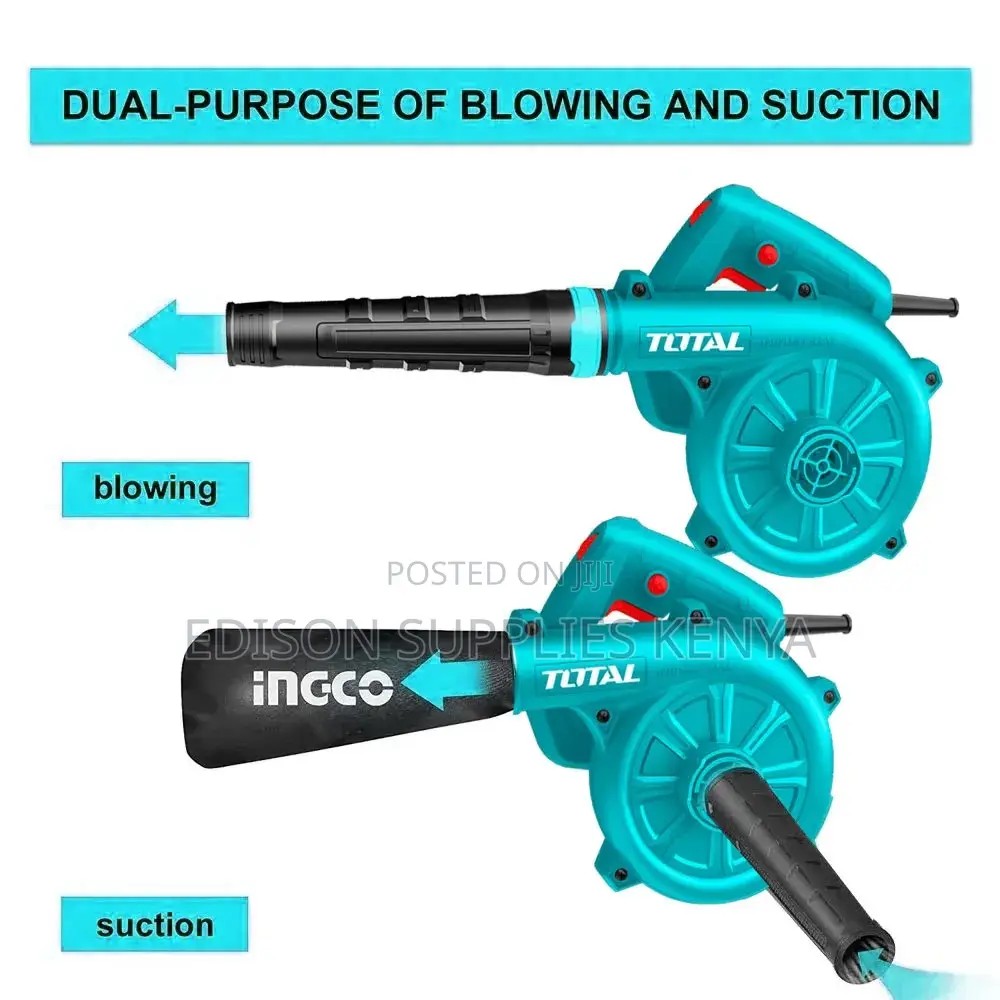 DUAL-PURPOSE OF BLOWING AND SUCTION
TOTAL
blowing
POSTED ON JIJI
EDISON SUPPLIES KENYA
INGCO
TOTAL
suction